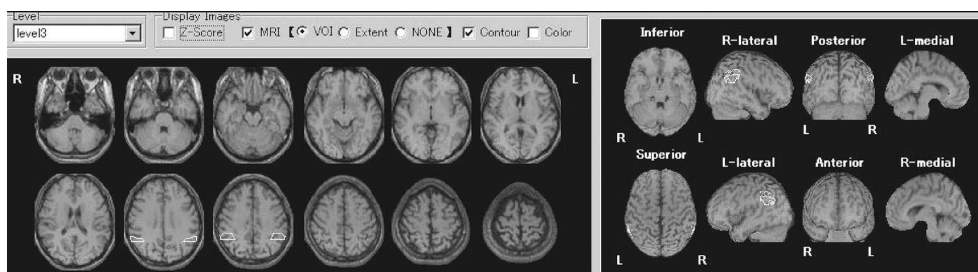 Level
level3
Display Images
Z-Score MRI 【 VOI Extent NONE 】 Contour Color
R
L
Inferior
R-lateral
Posterior
L-medial
R
L
L
R
Superior
L-lateral
Anterior
R-medial
L
R
R
L